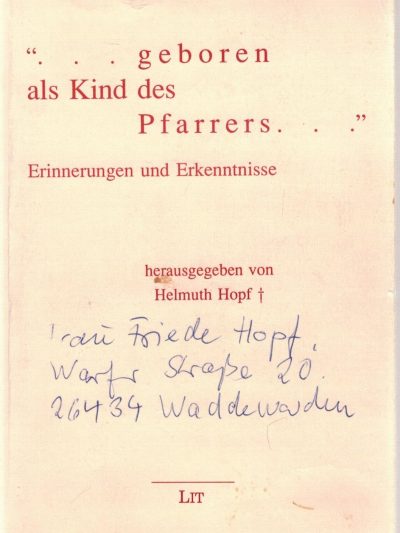 “. . . geboren
als Kind des
Pfarrers. . .”
Erinnerungen und Erkenntnisse
herausgegeben von
Helmuth Hopf †
Frau Friede Hopf,
Straße 20.
26434 Waddewarden
LIT